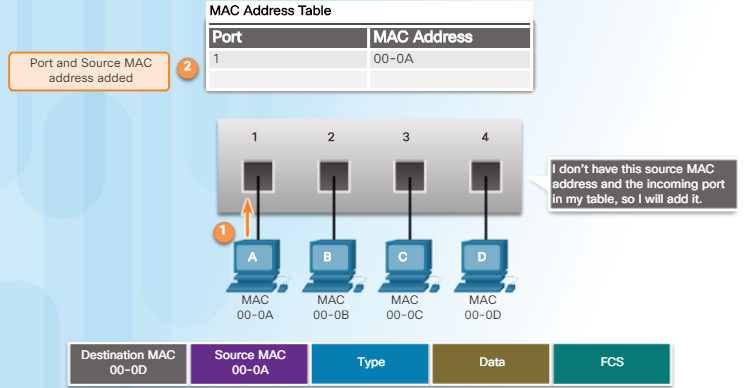 MAC Address Table
Port MAC Address
1 00-0A
Port and Source MAC
address added
2
1 2 3 4
I don't have this source MAC
address and the incoming port
in my table, so I will add it.
1
A B C D
MAC MAC MAC MAC
00-0A 00-0B 00-0C 00-0D
Destination MAC
00-0D
Source MAC
00-0A
Type
Data
FCS